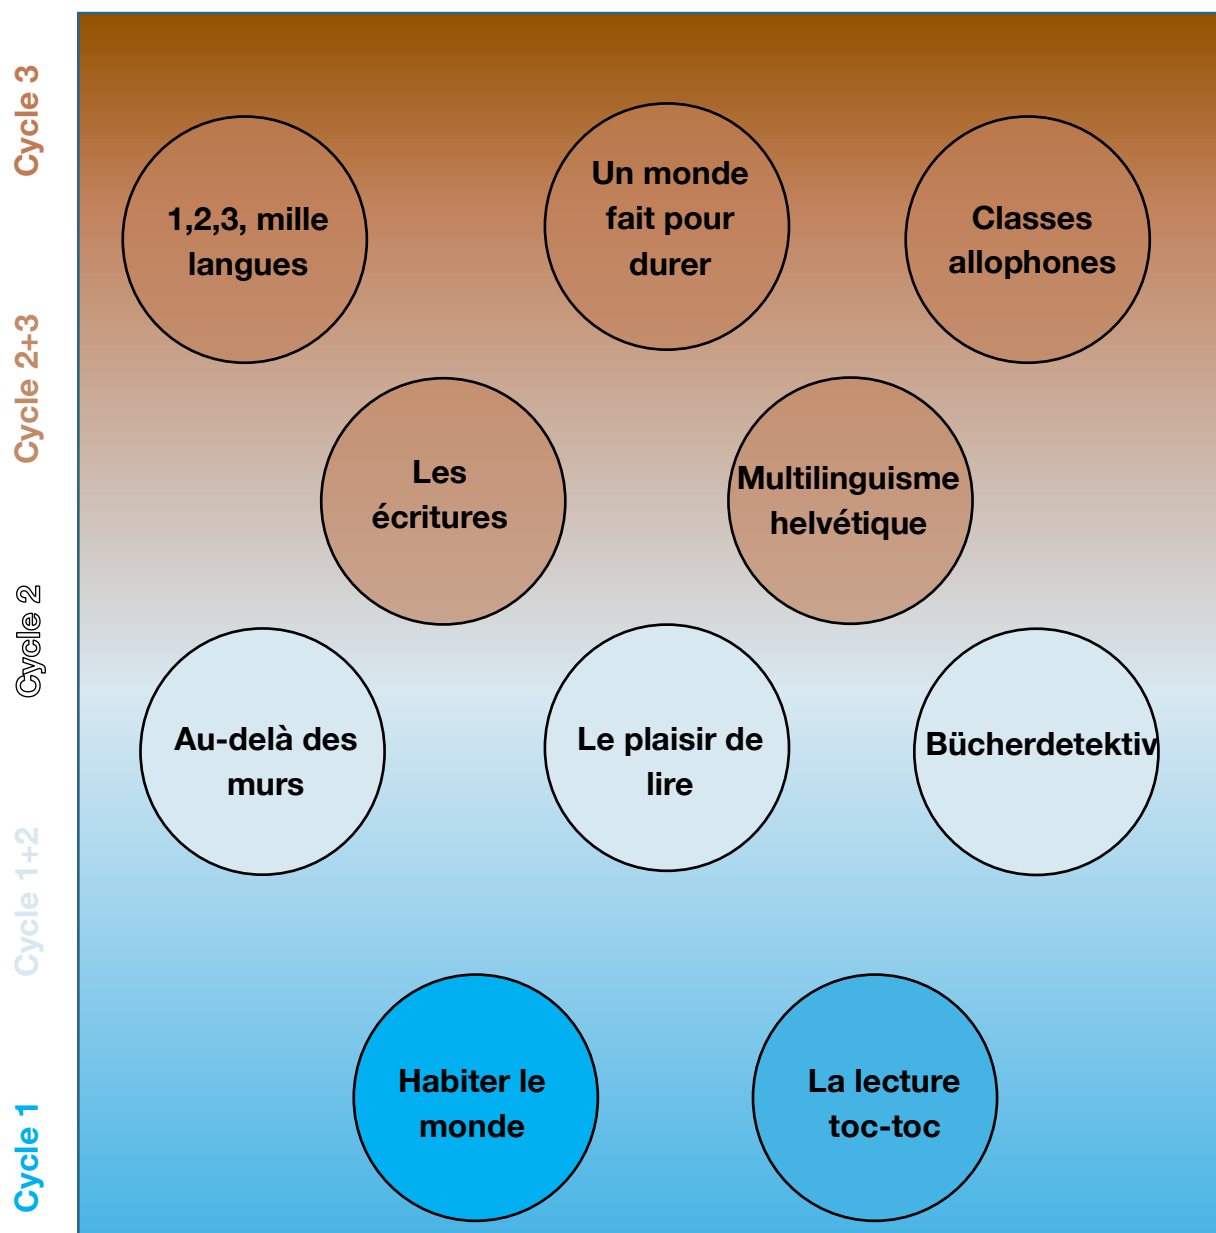 Cycle 3
1,2,3, mille
langues
Un monde
fait pour
durer
Classes
allophones
Cycle 2+3
Les
écritures
Multilinguisme
helvétique
Cycle 2
Au-delà des
murs
Le plaisir de
lire
Bücherdetektiv
Cycle 1+2
Habiter le
monde
La lecture
toc-toc
Cycle 1